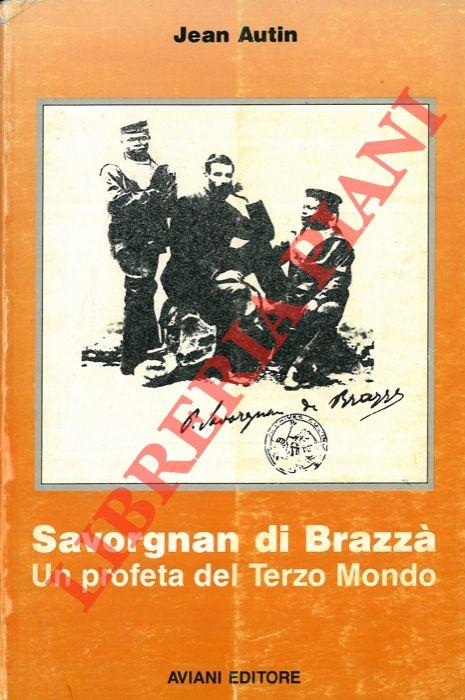 Jean Autin
LIBRERIA PIANI
P. Savorgnan de Brazza
Savorgnan di Brazzà
Un profeta del Terzo Mondo
AVIANI EDITORE